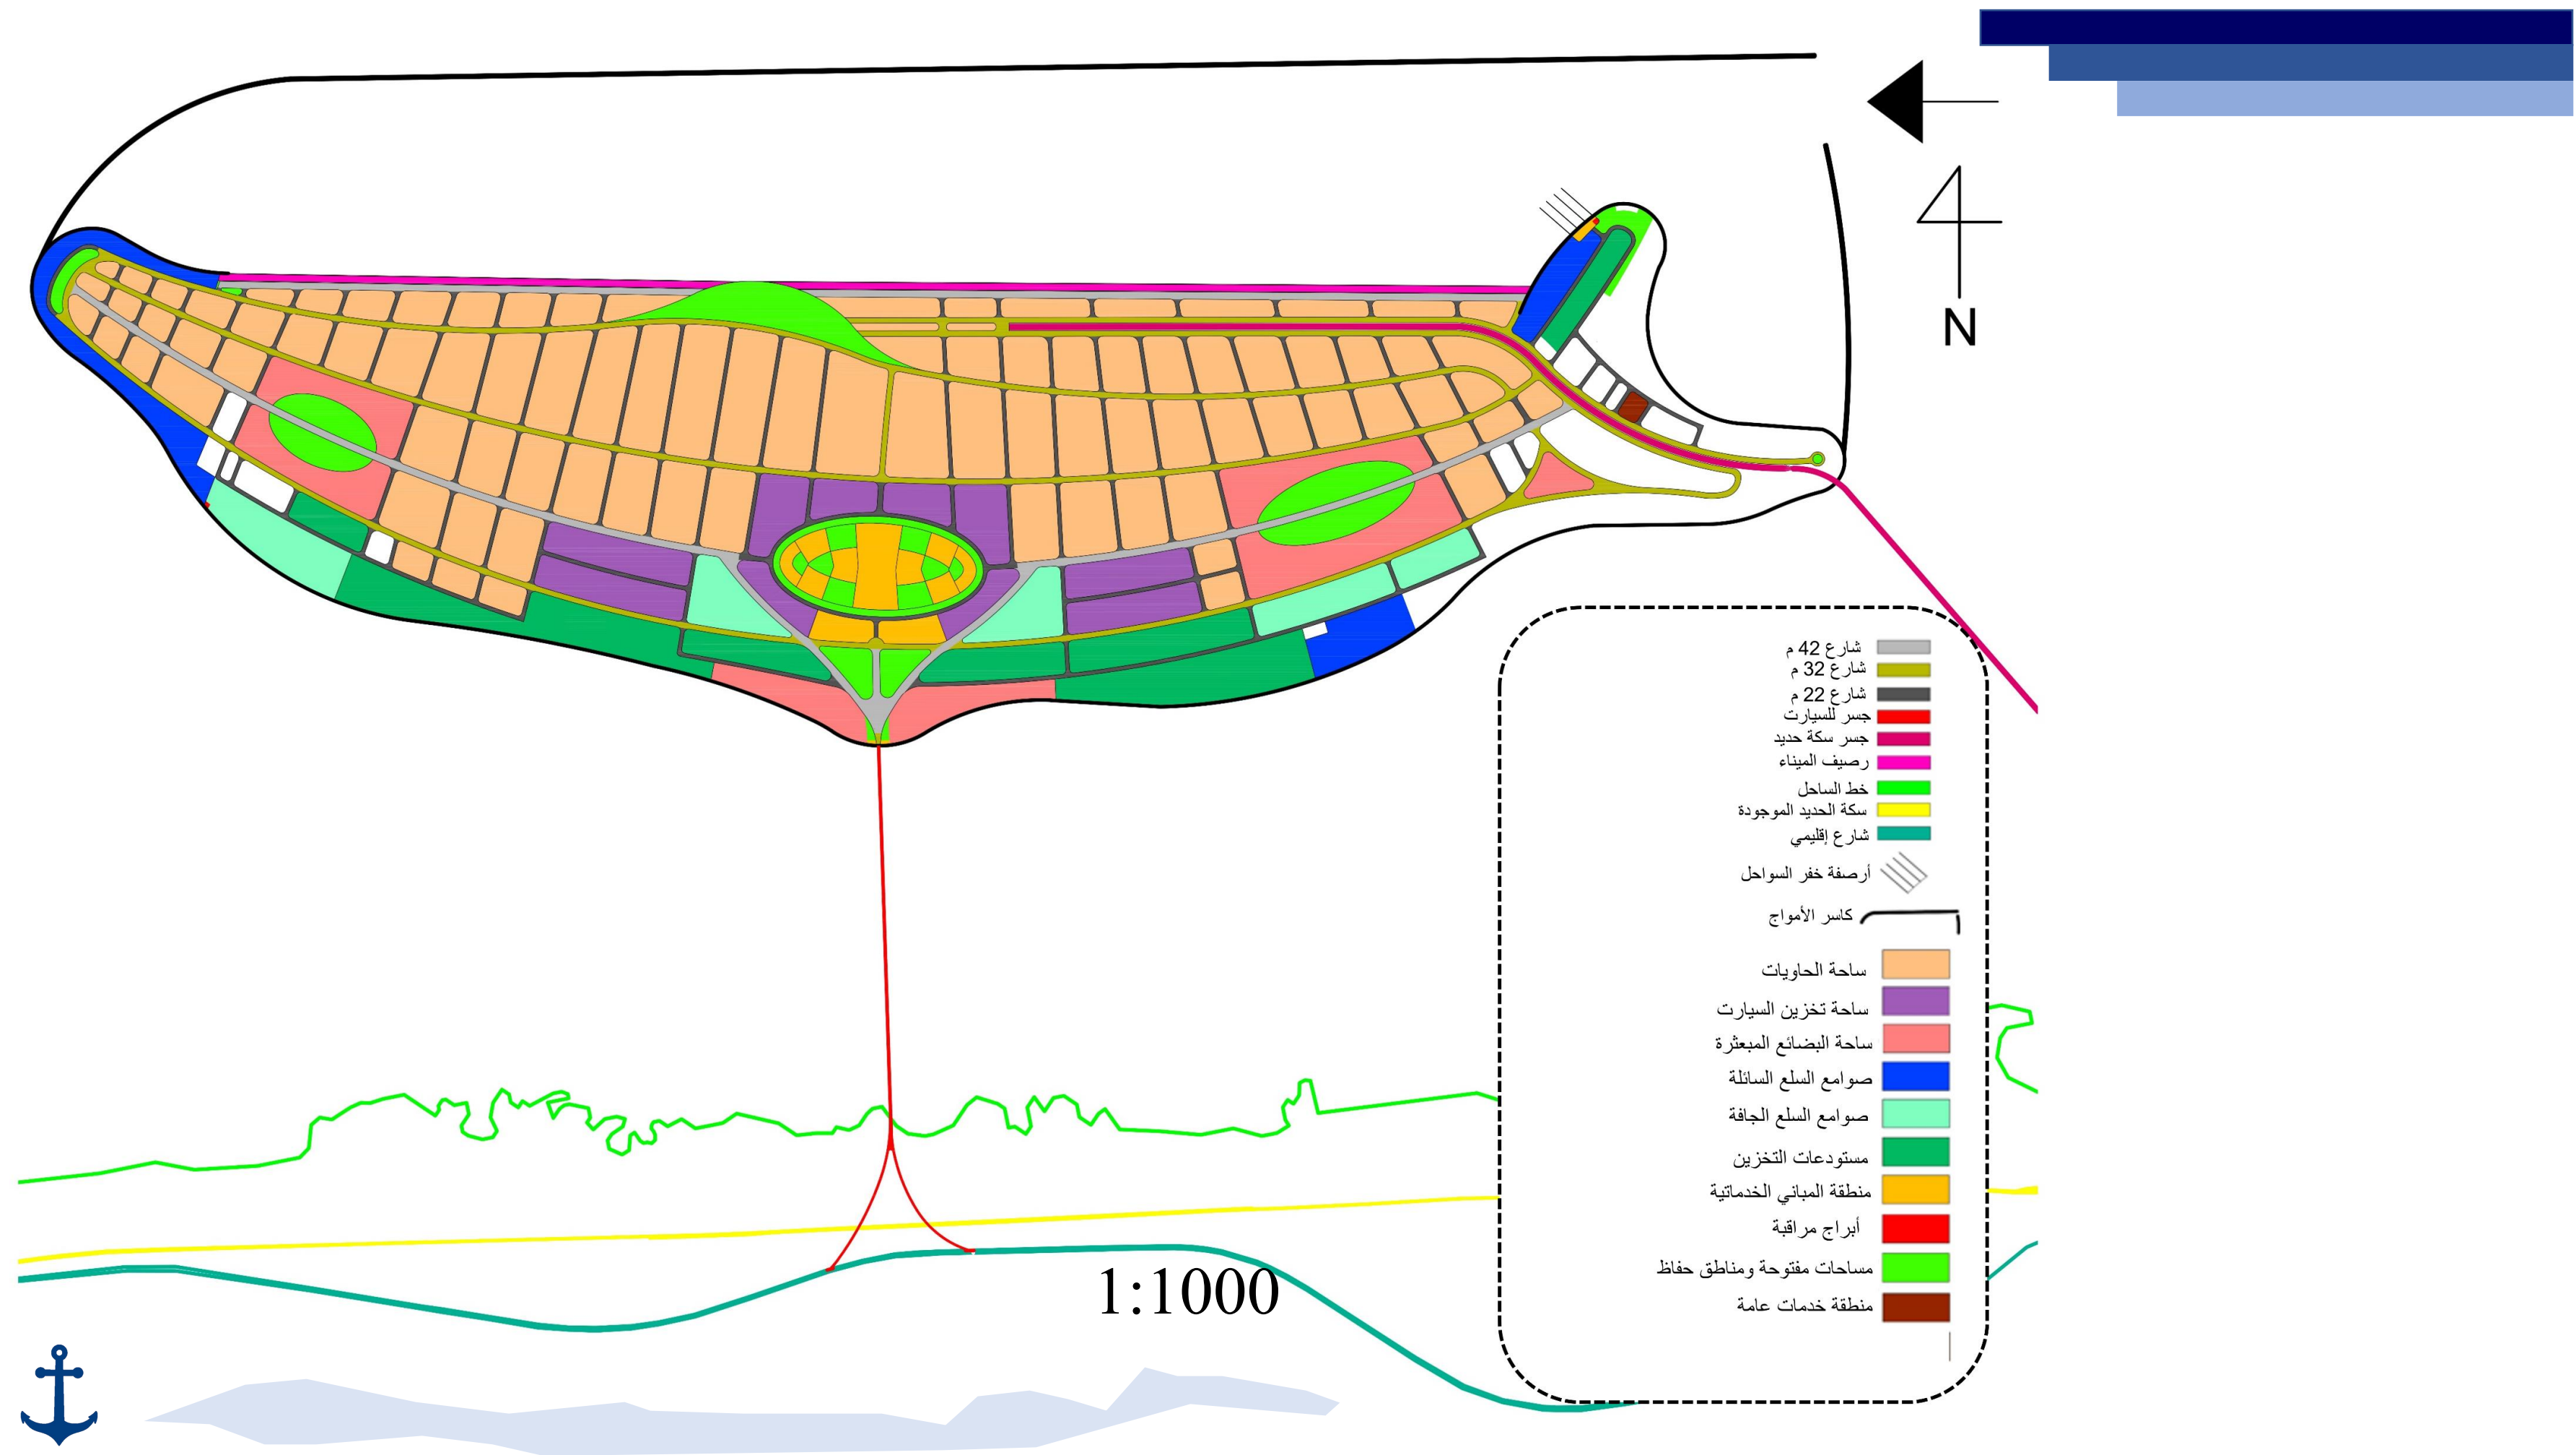 N
شارع 42 م
شارع 32 م
شارع 22 م
جسر للسيارت
جسر سكة حديد
رصيف الميناء
خط الساحل
سكة الحديد الموجودة
شارع إقليمي
أرصفة خفر السواحل
كاسر الأمواج
ساحة الحاويات
ساحة تخزين السيارت
ساحة البضائع المبعثرة
صوامع السلع السائلة
صوامع السلع الجافة
مستودعات التخزين
منطقة المباني الخدماتية
أبراج مراقبة
مساحات مفتوحة ومناطق حفاظ
منطقة خدمات عامة
1:1000